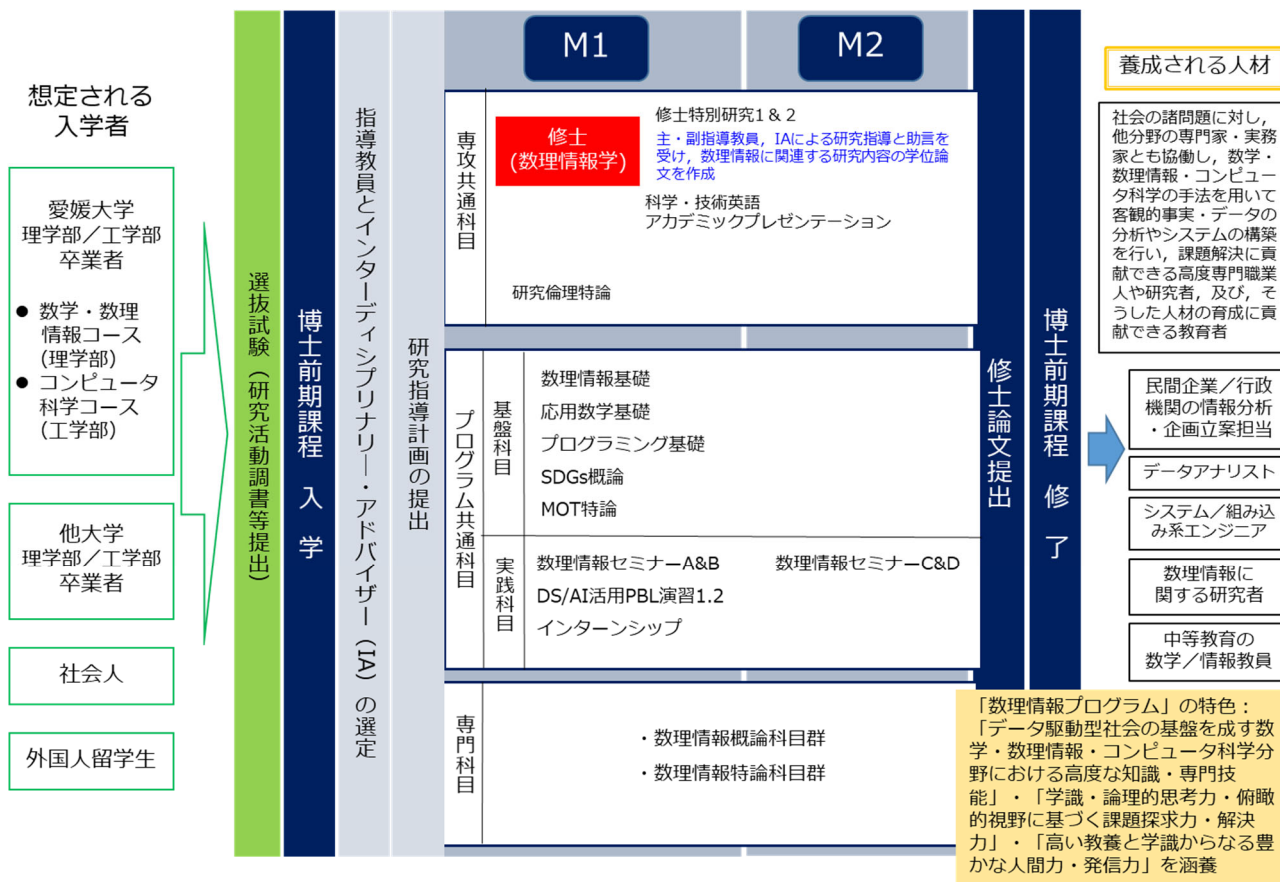 想定される
入学者
愛媛大学
理学部／工学部
卒業者
● 数学・数理
情報コース
(理学部)
● コンピュータ
科学コース
(工学部)
他大学
理学部／工学部
卒業者
社会人
外国人留学生
選抜試験（研究活動調書等提出）
博士前期課程　入　学
指導教員とインターディシプリナリー・アドバイザー（IA）の選定
研究指導計画の提出
M1
M2
専攻共通科目
修士
(数理情報学)
修士特別研究1＆2
主・副指導教員，IAによる研究指導と助言を
受け，数理情報に関連する研究内容の学位論
文を作成
科学・技術英語
アカデミックプレゼンテーション
研究倫理特論
プログラム共通科目
基盤科目
数理情報基礎
応用数学基礎
プログラミング基礎
SDGs概論
MOT特論
実践科目
数理情報セミナーA&B
数理情報セミナーC&D
DS/AI活用PBL演習1.2
インターンシップ
専門科目
・数理情報概論科目群
・数理情報特論科目群
修士論文提出
博士前期課程　修　了
養成される人材
社会の諸問題に対し，
他分野の専門家・実務
家とも協働し，数学・
数理情報・コンピュー
タ科学の手法を用いて
客観的事実・データの
分析やシステムの構築
を行い，課題解決に貢
献できる高度専門職業
人や研究者，及び，そ
うした人材の育成に貢
献できる教育者
民間企業／行政
機関の情報分析
・企画立案担当
データアナリスト
システム／組み込
み系エンジニア
数理情報に
関する研究者
中等教育の
数学／情報教員
「数理情報プログラム」の特色：
「データ駆動型社会の基盤を成す数
学・数理情報・コンピュータ科学分
野における高度な知識・専門技
能」・「学識・論理的思考力・俯瞰
的視野に基づく課題探求力・解決
力」・「高い教養と学識からなる豊
かな人間力・発信力」を涵養